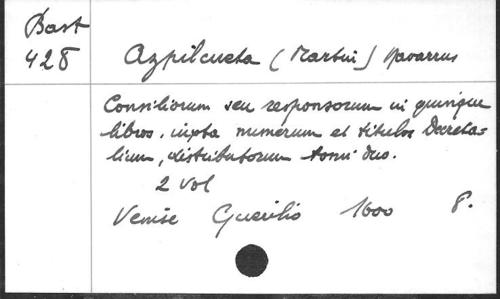 Bast
428
Azpilcueta (Martin) Navarrus
Consiliorum seu responsorum in quinque
libros, iuxta numerum et titulos Decreta-
lium, distributorum tomi duo.
2 vol
Venise Guerilio 1600 8.